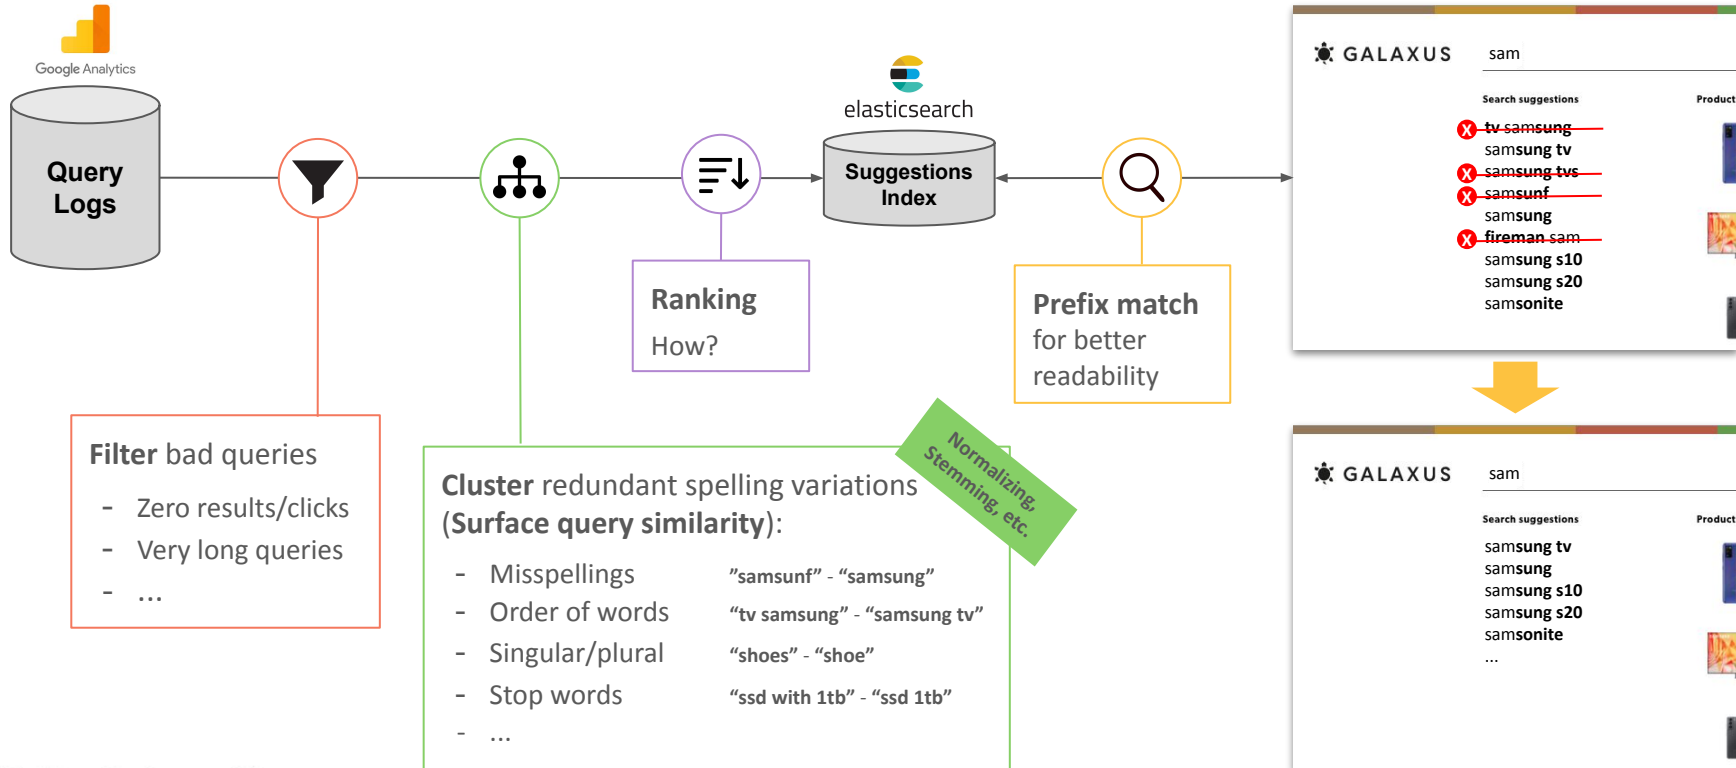 Google Analytics
Query
Logs
elasticsearch
Suggestions
Index
Ranking
How?
Prefix match
for better
readability
Filter bad queries
- Zero results/clicks
- Very long queries
- ...
Cluster redundant spelling variations
(Surface query similarity):
- Misspellings ”samsunf” - “samsung”
- Order of words “tv samsung” - “samsung tv”
- Singular/plural “shoes” - “shoe”
- Stop words “ssd with 1tb” - “ssd 1tb”
- ...
Normalizing,
Stemming, etc.
GALAXUS sam
Search suggestions Product
X tv samsung
samsung tv
X samsung tvs
X samsunf
samsung
X fireman sam
samsung s10
samsung s20
samsonite
GALAXUS sam
Search suggestions Product
samsung tv
samsung
samsung s10
samsung s20
samsonite
...